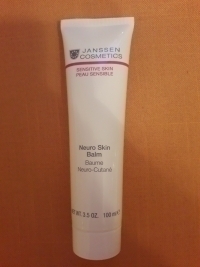 JANSSEN
COSMETICS
SENSITIVE SKIN
PEAU SENSIBLE
Neuro Skin
Balm
Baume
Neuro-Cutané
NET WT 3.5 OZ. 100 ml ℮